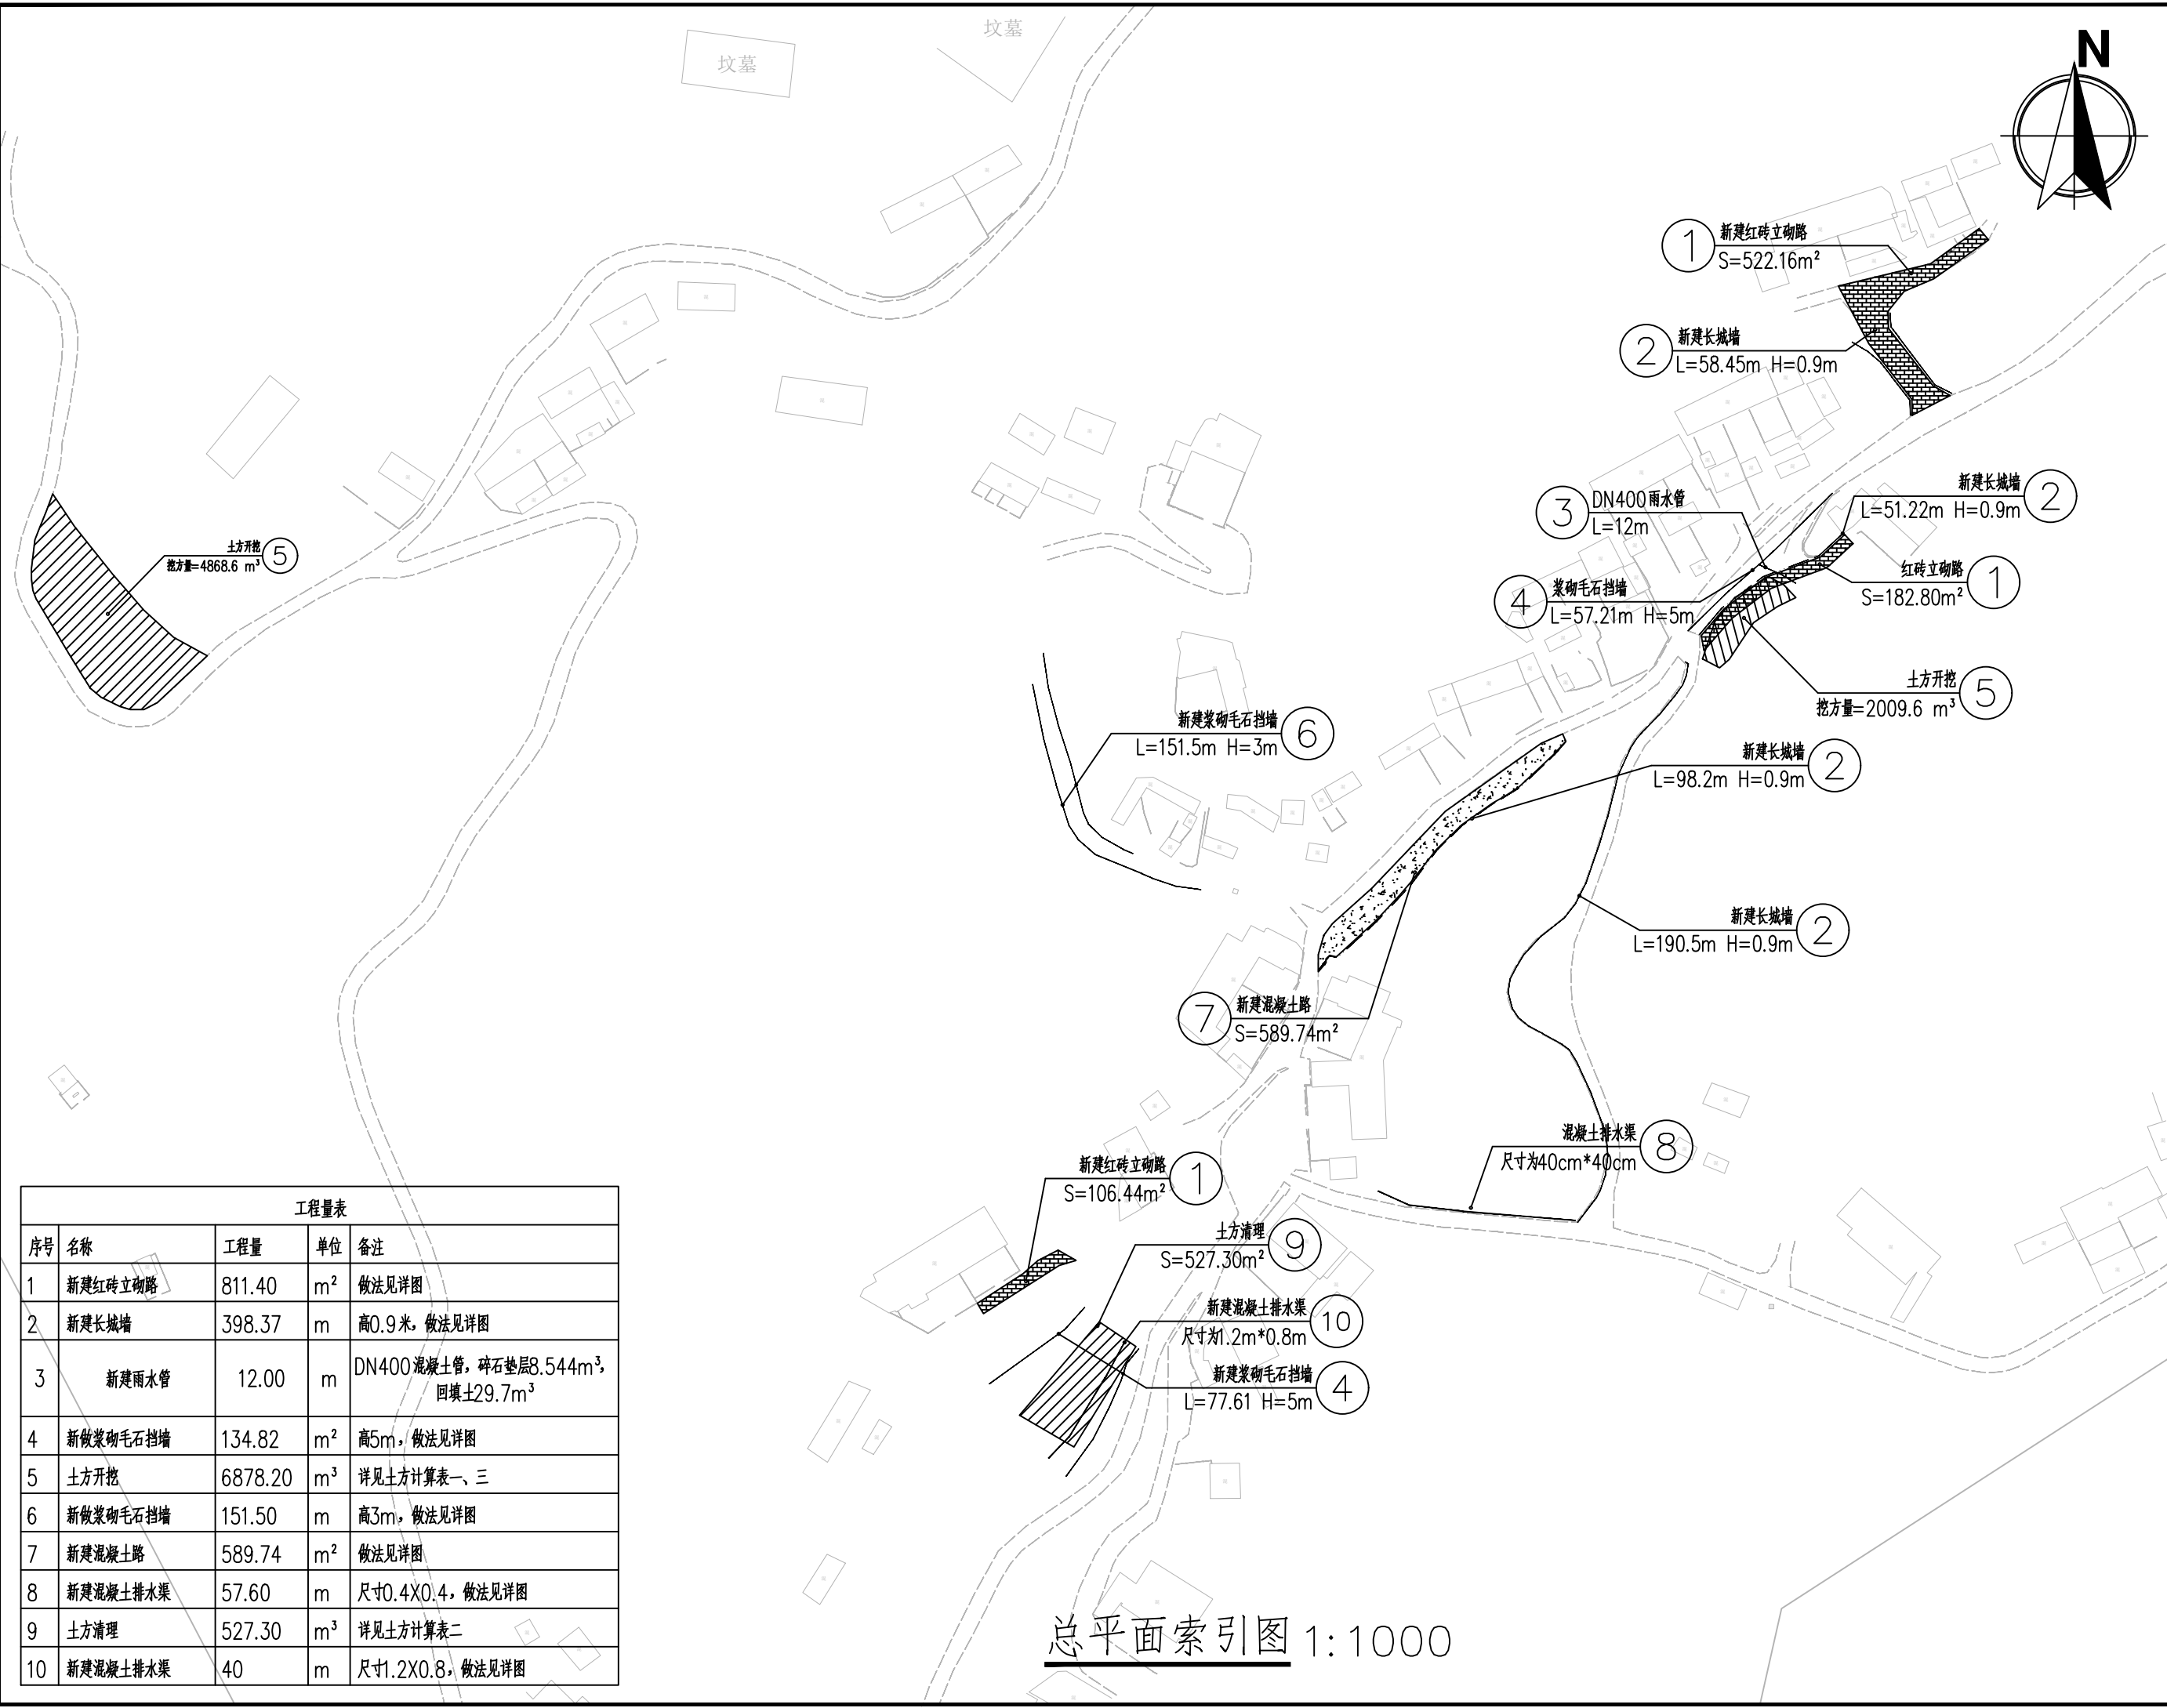 坟墓
坟墓
N
1 新建红砖立砌路
S=522.16m²
2 新建长城墙
L=58.45m H=0.9m
新建长城墙 2
L=51.22m H=0.9m
3 DN400雨水管
L=12m
土方开挖 5
挖方量=4868.6 m³
红砖立砌路 1
S=182.80m²
4 浆砌毛石挡墙
L=57.21m H=5m
土方开挖 5
挖方量=2009.6 m³
新建浆砌毛石挡墙 6
L=151.5m H=3m
新建长城墙 2
L=98.2m H=0.9m
新建长城墙 2
L=190.5m H=0.9m
7 新建混凝土路
S=589.74m²
混凝土排水渠 8
尺寸为40cm*40cm
新建红砖立砌路 1
S=106.44m²
土方清理 9
S=527.30m²
新建混凝土排水渠 10
尺寸为1.2m*0.8m
新建浆砌毛石挡墙 4
L=77.61 H=5m
工程量表
序号 名称 工程量 单位 备注
1 新建红砖立砌路 811.40 m² 做法见详图
2 新建长城墙 398.37 m 高0.9米，做法见详图
3 新建雨水管 12.00 m DN400混凝土管，碎石垫层8.544m³，
回填土29.7m³
4 新做浆砌毛石挡墙 134.82 m² 高5m，做法见详图
5 土方开挖 6878.20 m³ 详见土方计算表一、三
6 新做浆砌毛石挡墙 151.50 m 高3m，做法见详图
7 新建混凝土路 589.74 m² 做法见详图
8 新建混凝土排水渠 57.60 m 尺寸0.4X0.4，做法见详图
9 土方清理 527.30 m³ 详见土方计算表二
10 新建混凝土排水渠 40 m 尺寸1.2X0.8，做法见详图
总平面索引图 1:1000